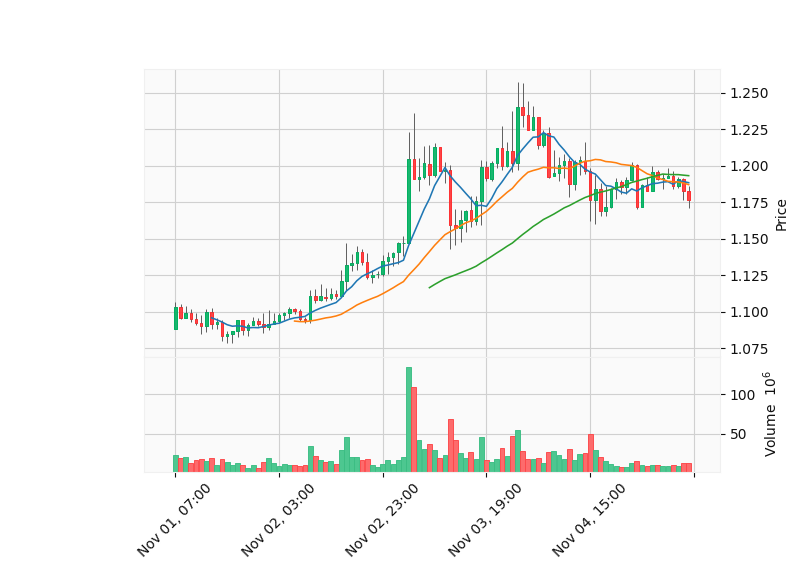 1.250
1.225
1.200
1.175
1.150
1.125
1.100
1.075
Price
100
50
Volume 10⁶
Nov 01, 07:00
Nov 02, 03:00
Nov 02, 23:00
Nov 03, 19:00
Nov 04, 15:00